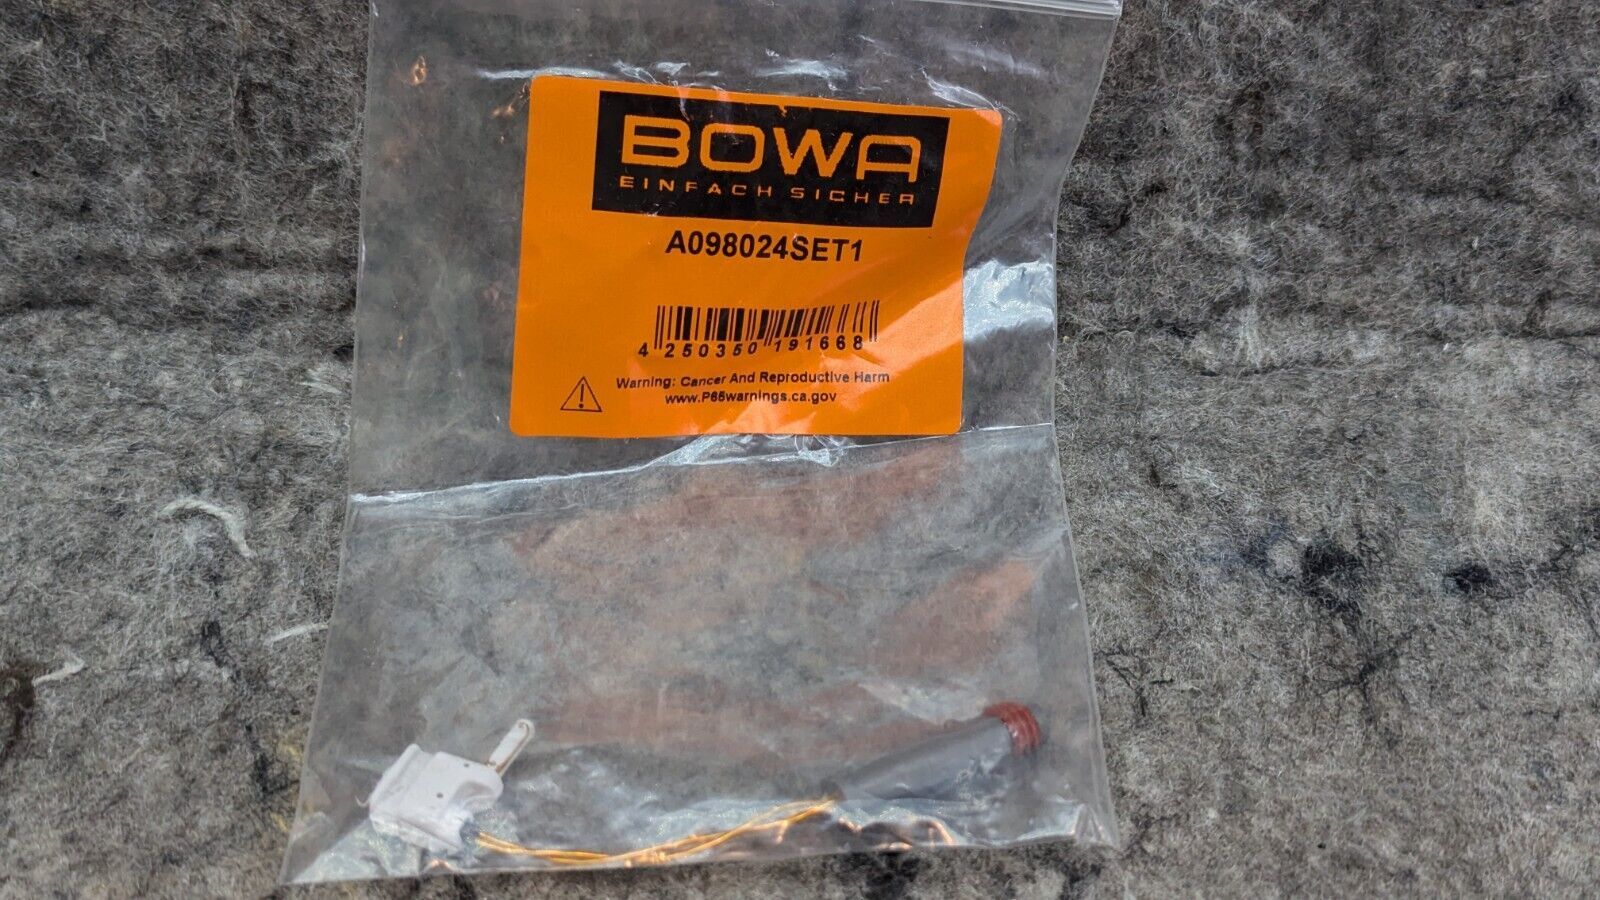 BOWA
EINFACH SICHER
A098024SET1
4 250350 191668
Warning: Cancer And Reproductive Harm
www.P65warnings.ca.gov